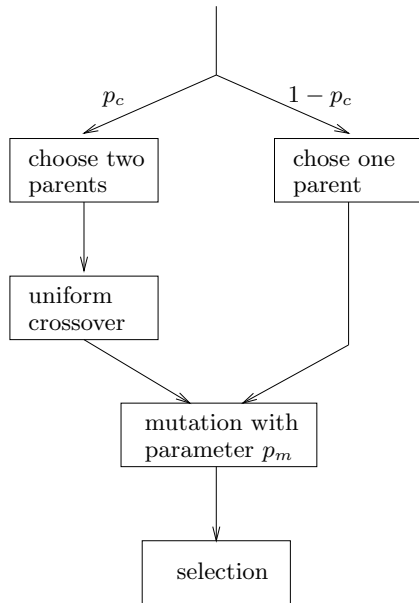 p_c
1 − p_c
choose two
parents
chose one
parent
uniform
crossover
mutation with
parameter p_m
selection